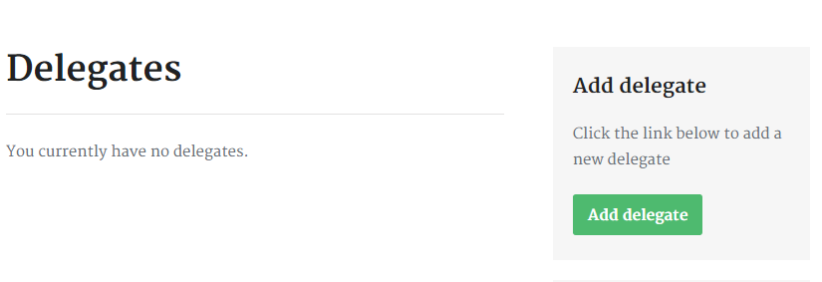 Delegates
You currently have no delegates.
Add delegate
Click the link below to add a
new delegate
Add delegate